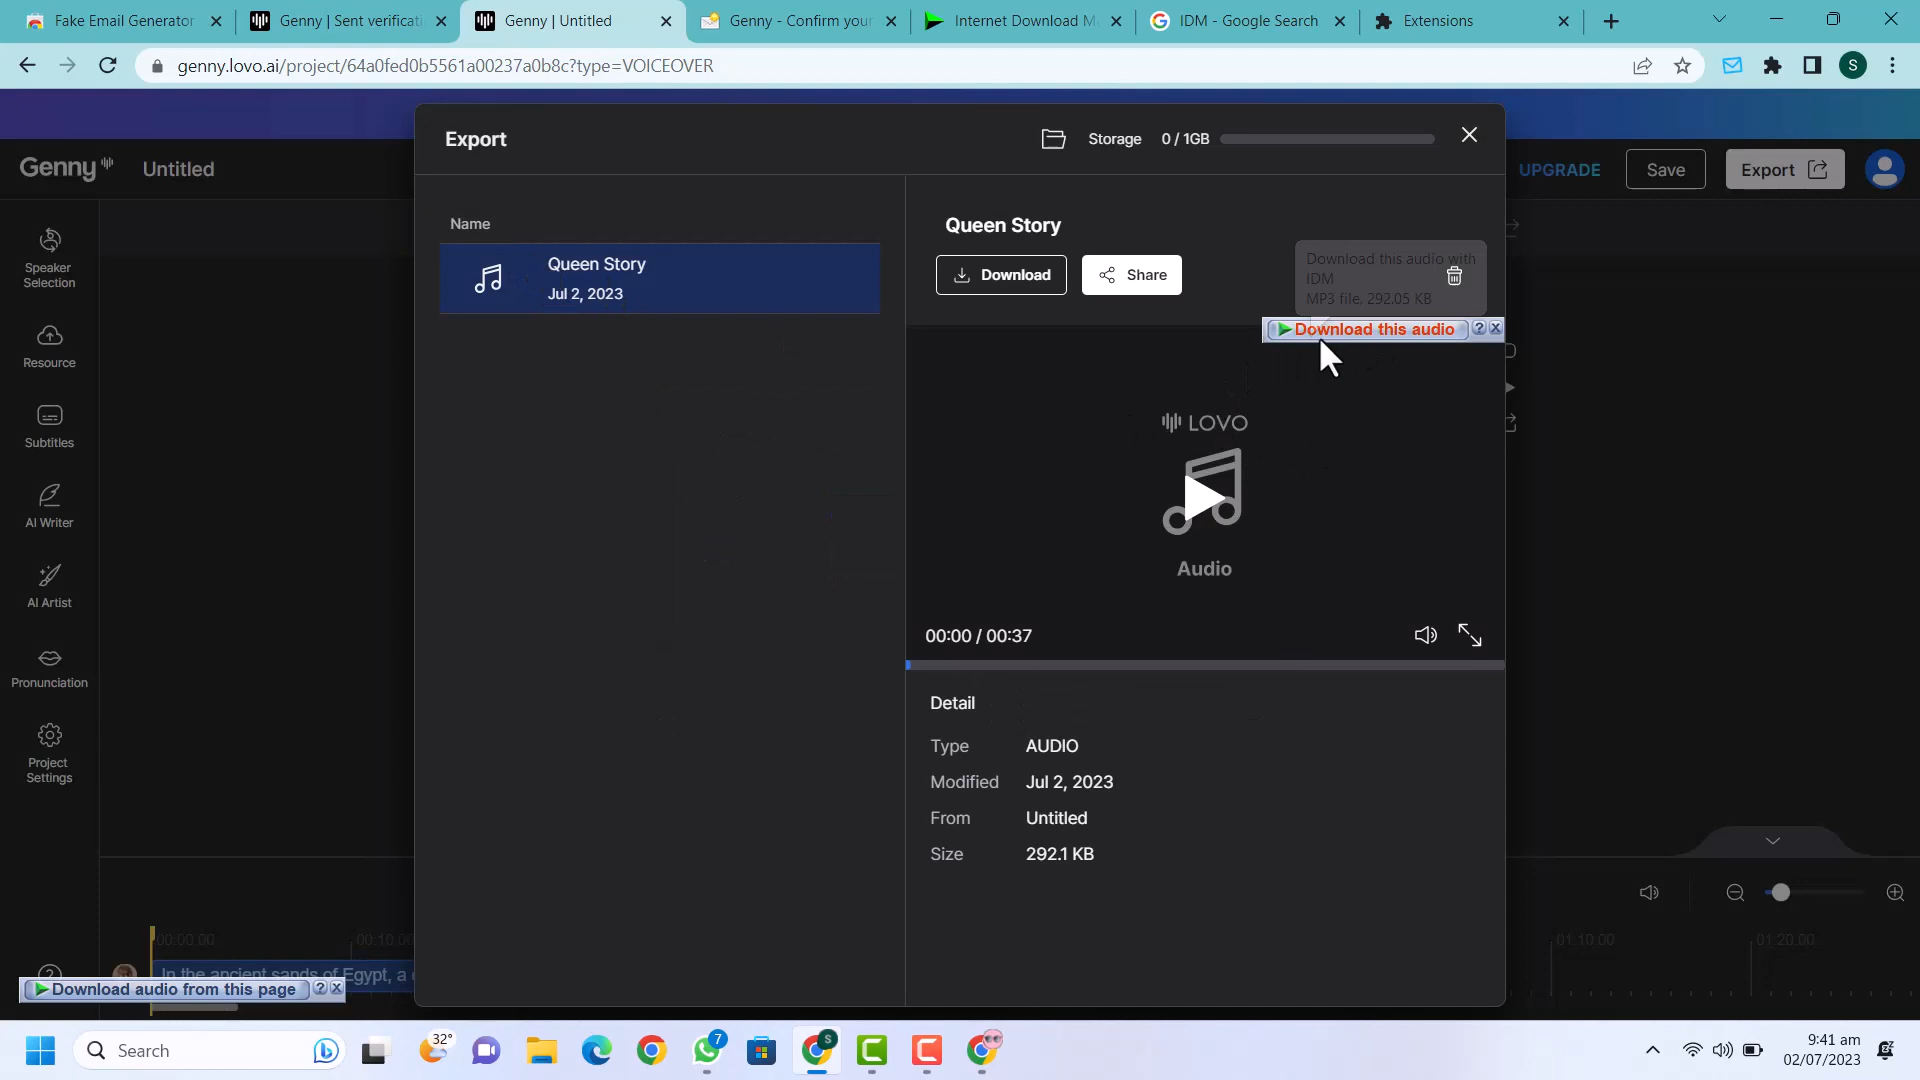 Fake Email Generator
Genny | Sent verificati
Genny | Untitled
Genny - Confirm your
Internet Download M
IDM - Google Search
Extensions
genny.lovo.ai/project/64a0fed0b5561a00237a0b8c?type=VOICEOVER
S
Export
Storage 0 / 1GB
Genny
Untitled
UPGRADE
Save
Export
Name
Queen Story
Jul 2, 2023
Queen Story
Download
Share
Download this audio with
IDM
MP3 file, 292.05 KB
Download this audio
?
x
Speaker
Selection
Resource
Subtitles
AI Writer
AI Artist
Pronunciation
Project
Settings
LOVO
Audio
00:00 / 00:37
Detail
Type AUDIO
Modified Jul 2, 2023
From Untitled
Size 292.1 KB
00:00.00
00:10.00
01:10.00
01:20.00
In the ancient sands of Egypt, a
Download audio from this page
?
x
Search
32°
7
S
9:41 am
02/07/2023